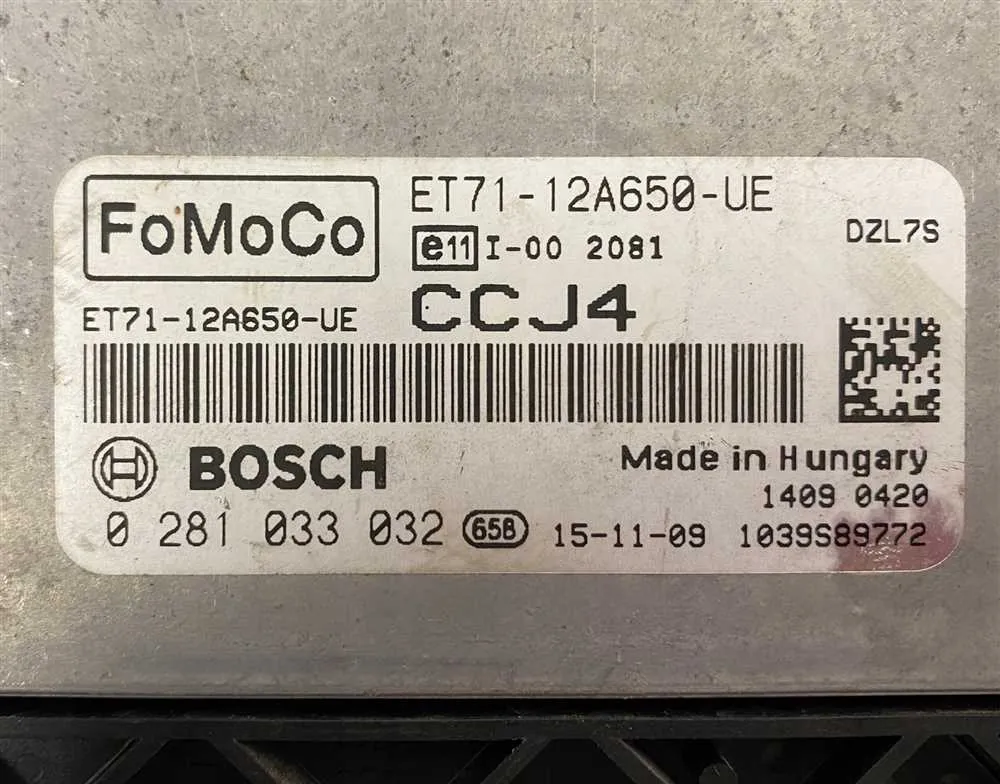 FoMoCo
ET71-12A650-UE
e11 I-00 2081
DZL7S
ET71-12A650-UE
CCJ4
BOSCH
Made in Hungary
1409 0420
0 281 033 032 65B 15-11-09 1039S89772